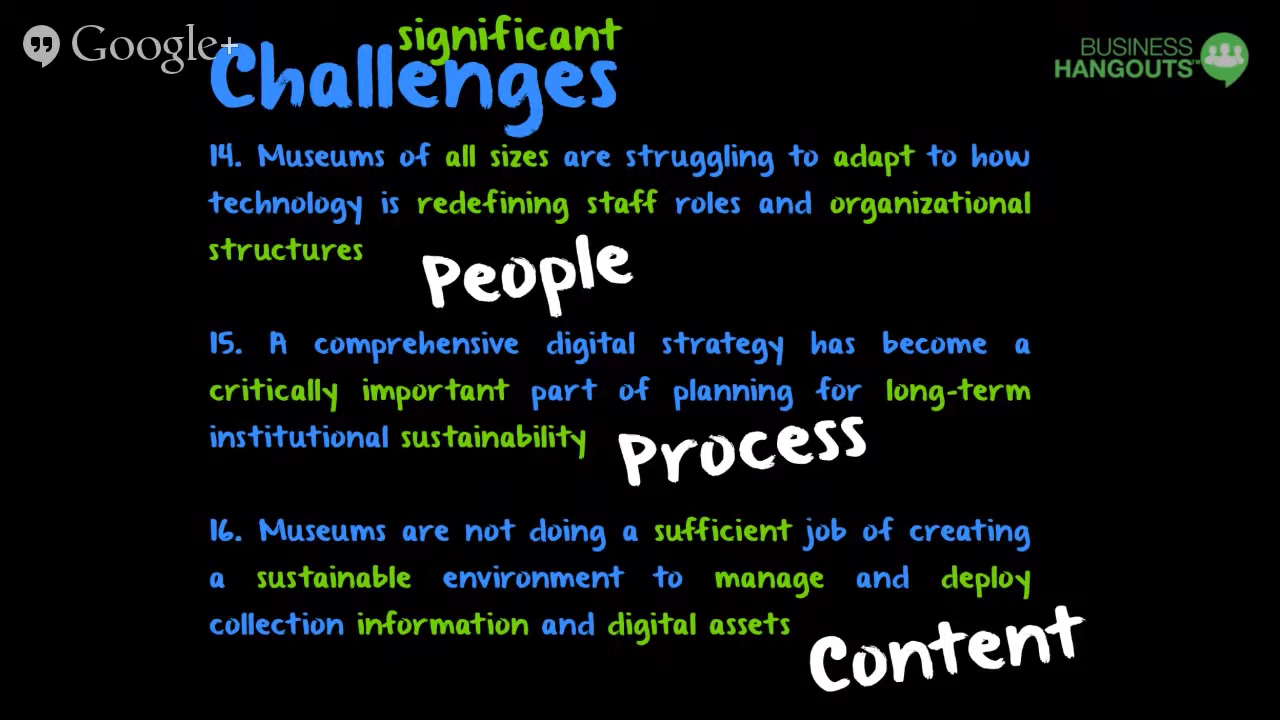 Google+
significant
Challenges
BUSINESS
HANGOUTS™
14. Museums of all sizes are struggling to adapt to how
technology is redefining staff roles and organizational
structures
People
15. A comprehensive digital strategy has become a
critically important part of planning for long-term
institutional sustainability
Process
16. Museums are not doing a sufficient job of creating
a sustainable environment to manage and deploy
collection information and digital assets
Content